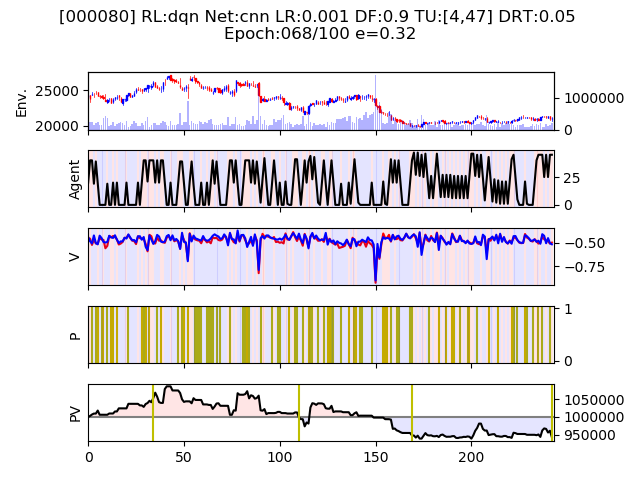 [000080] RL:dqn Net:cnn LR:0.001 DF:0.9 TU:[4,47] DRT:0.05
Epoch:068/100 e=0.32
Env.
25000
20000
1000000
0
Agent
25
0
V
−0.50
−0.75
P
1
0
PV
1050000
1000000
950000
0 50 100 150 200